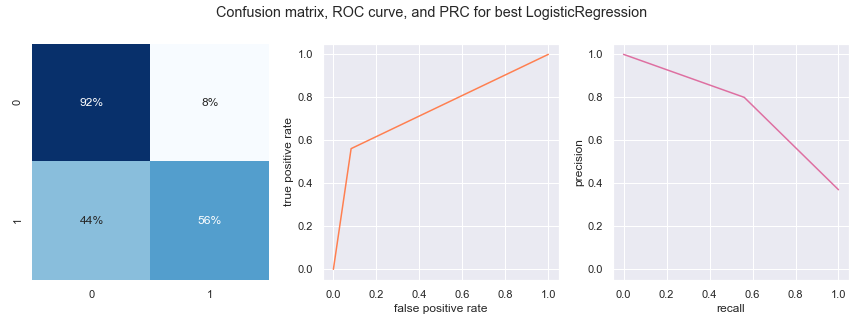 Confusion matrix, ROC curve, and PRC for best LogisticRegression
0
1
92%
8%
44%
56%
0
1
true positive rate
1.0
0.8
0.6
0.4
0.2
0.0
0.0 0.2 0.4 0.6 0.8 1.0
false positive rate
precision
1.0
0.8
0.6
0.4
0.2
0.0
0.0 0.2 0.4 0.6 0.8 1.0
recall